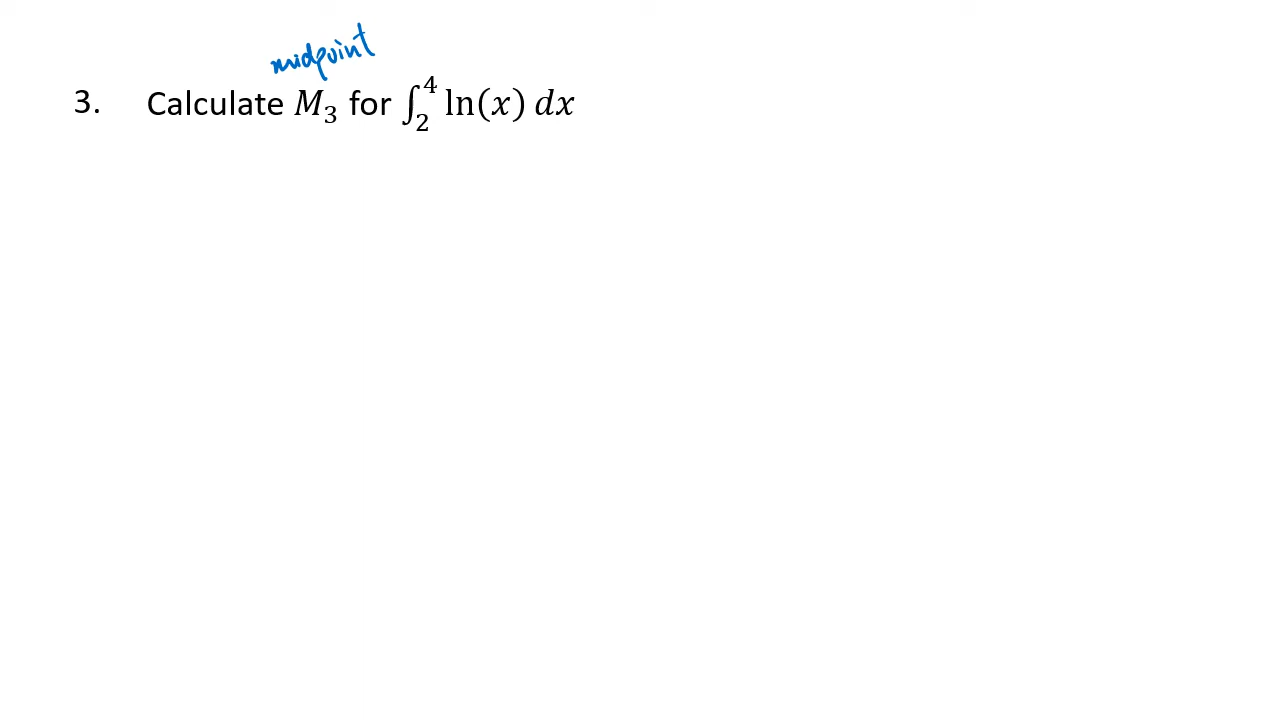 midpoint
3. Calculate M₃ for ∫₂⁴ ln(x) dx